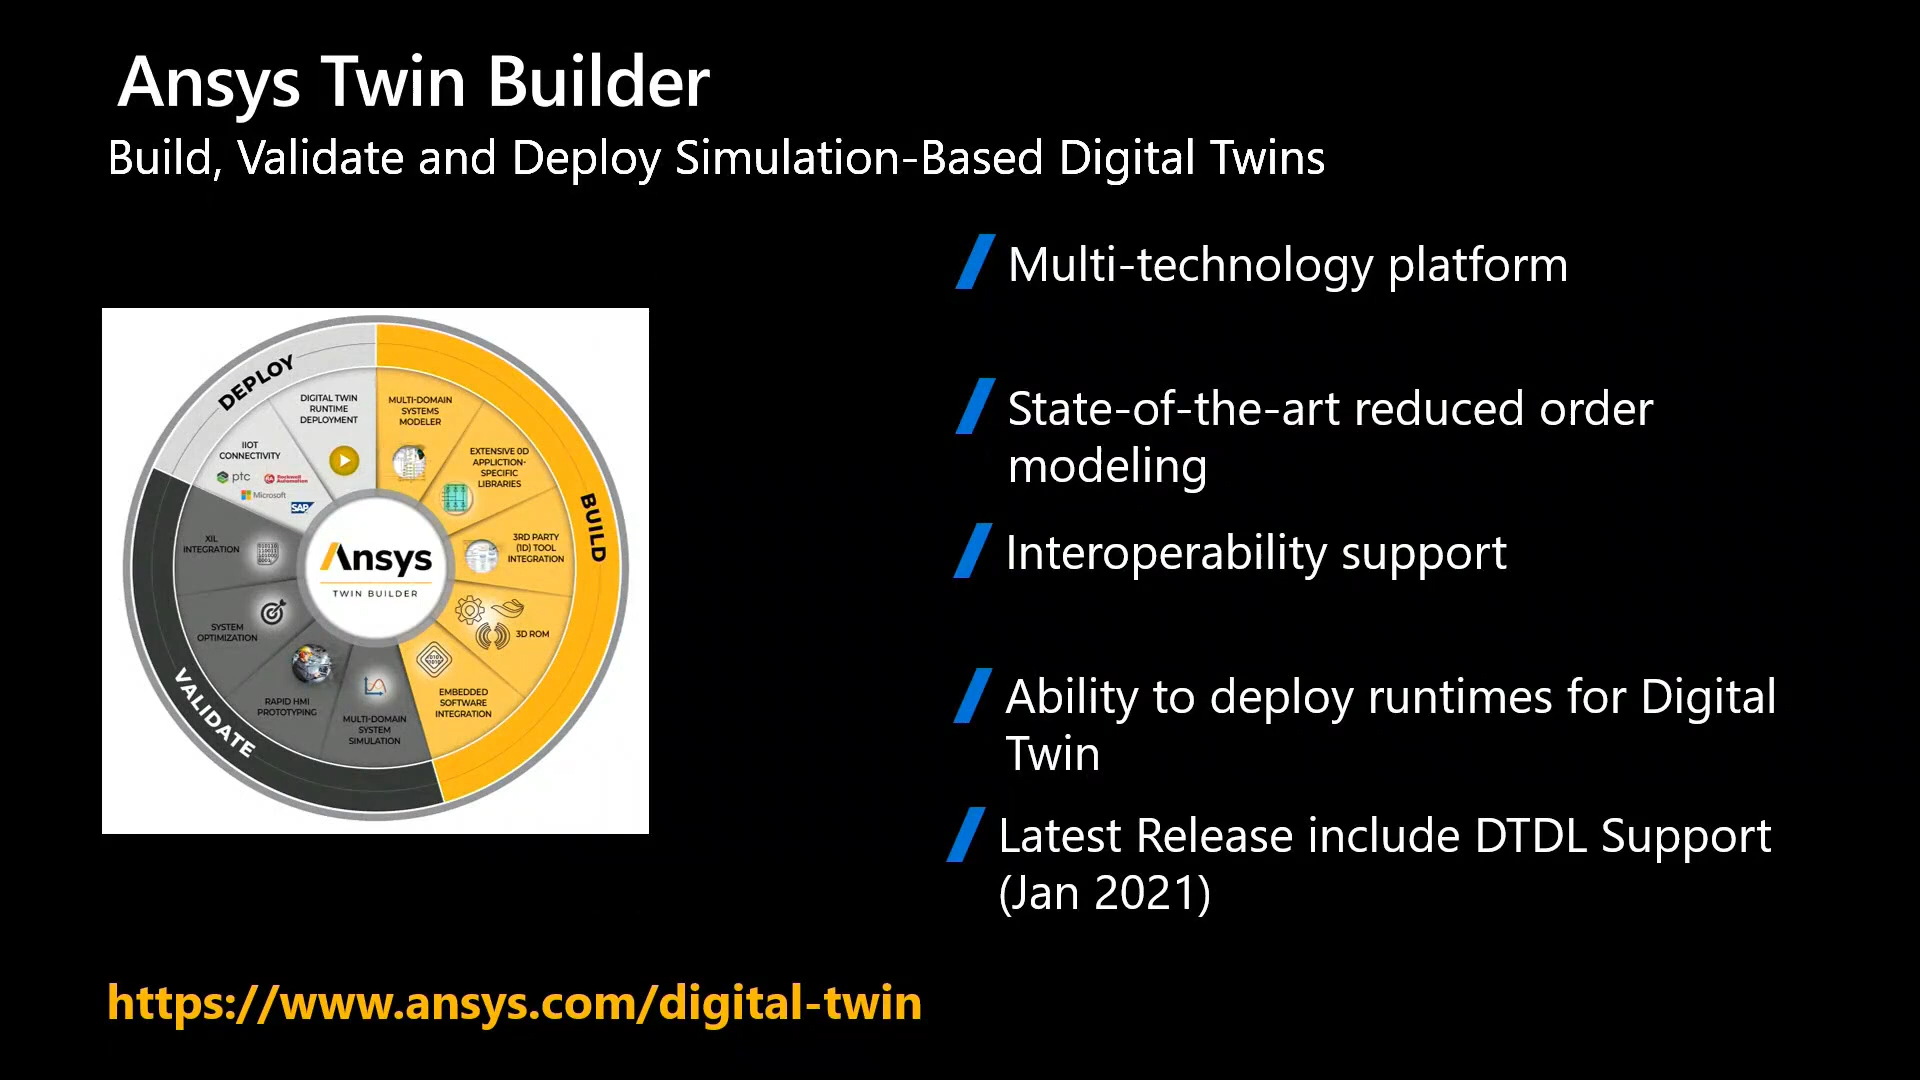 Ansys Twin Builder
Build, Validate and Deploy Simulation-Based Digital Twins
Multi-technology platform
State-of-the-art reduced order
modeling
Interoperability support
Ability to deploy runtimes for Digital
Twin
Latest Release include DTDL Support
(Jan 2021)
DEPLOY
DIGITAL TWIN
RUNTIME
DEPLOYMENT
IIOT
CONNECTIVITY
ptc
Rockwell
Automation
Microsoft
SAP
BUILD
MULTI-DOMAIN
SYSTEMS
MODELER
EXTENSIVE 0D
APPLICTION-
SPECIFIC
LIBRARIES
3RD PARTY
(1D) TOOL
INTEGRATION
3D ROM
EMBEDDED
SOFTWARE
INTEGRATION
VALIDATE
MULTI-DOMAIN
SYSTEM
SIMULATION
RAPID HMI
PROTOTYPING
SYSTEM
OPTIMIZATION
XIL
INTEGRATION
Ansys
TWIN BUILDER
https://www.ansys.com/digital-twin